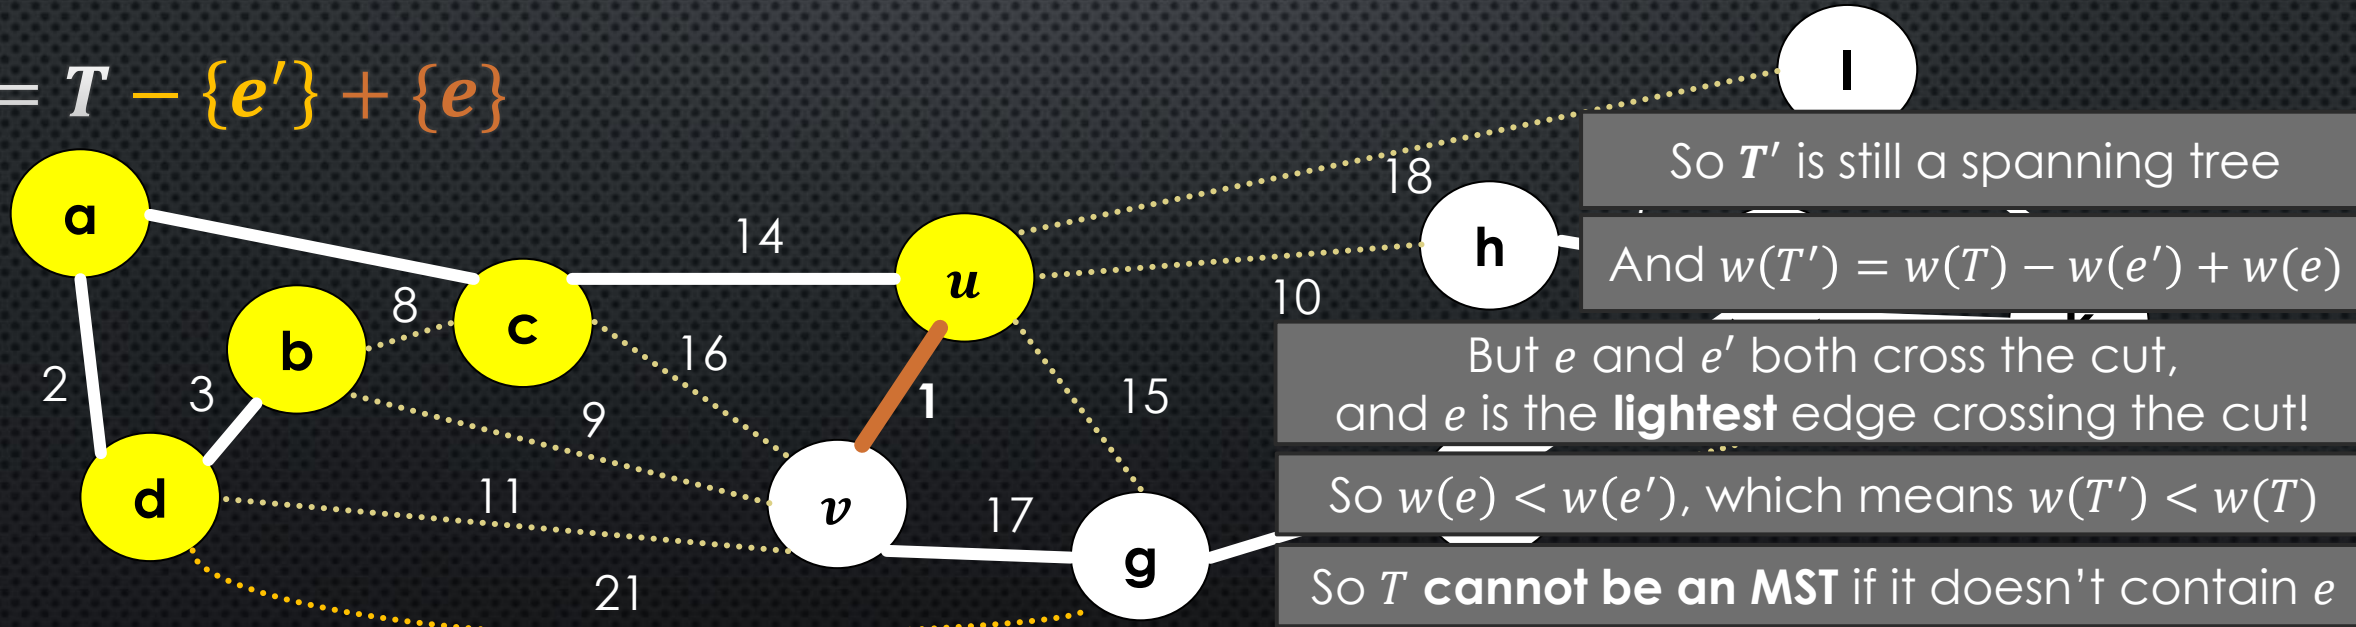 = T − {e′} + {e}
l
So T′ is still a spanning tree
And w(T′) = w(T) − w(e′) + w(e)
But e and e′ both cross the cut,
and e is the lightest edge crossing the cut!
So w(e) < w(e′), which means w(T′) < w(T)
So T cannot be an MST if it doesn't contain e
a
14
u
18
h
10
8
c
b
16
2
3
9
1
15
d
11
v
17
g
21